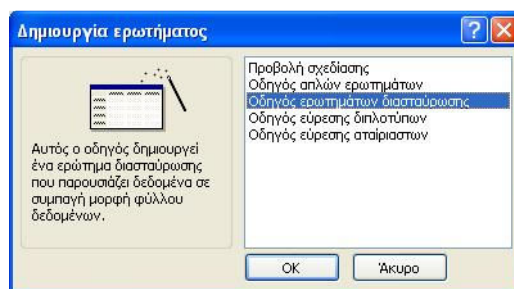 Δημιουργία ερωτήματος
Προβολή σχεδίασης
Οδηγός απλών ερωτημάτων
Οδηγός ερωτημάτων διασταύρωσης
Οδηγός εύρεσης διπλοτύπων
Οδηγός εύρεσης αταίριαστων
Αυτός ο οδηγός δημιουργεί
ένα ερώτημα διασταύρωσης
που παρουσιάζει δεδομένα σε
συμπαγή μορφή φύλλου
δεδομένων.
OK
Άκυρο